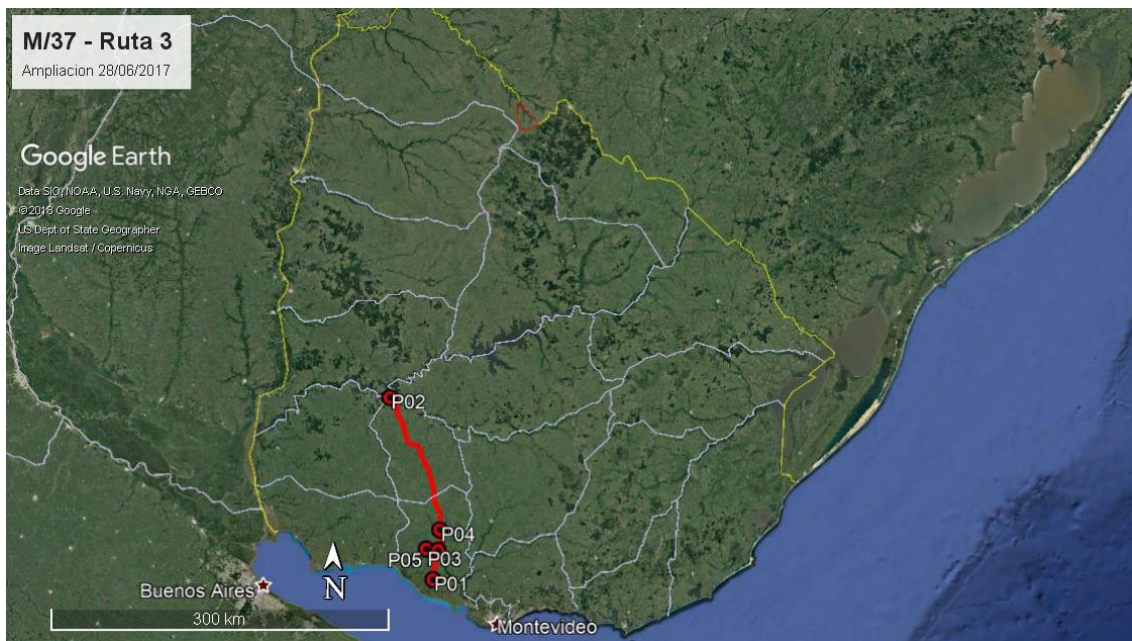 M/37 - Ruta 3
Ampliacion 28/06/2017
Google Earth
Data SIO, NOAA, U.S. Navy, NGA, GEBCO
©2018 Google
US Dept of State Geographer
Image Landsat / Copernicus
P02
P04
P05
P03
P01
N
Buenos Aires
300 km
Montevideo